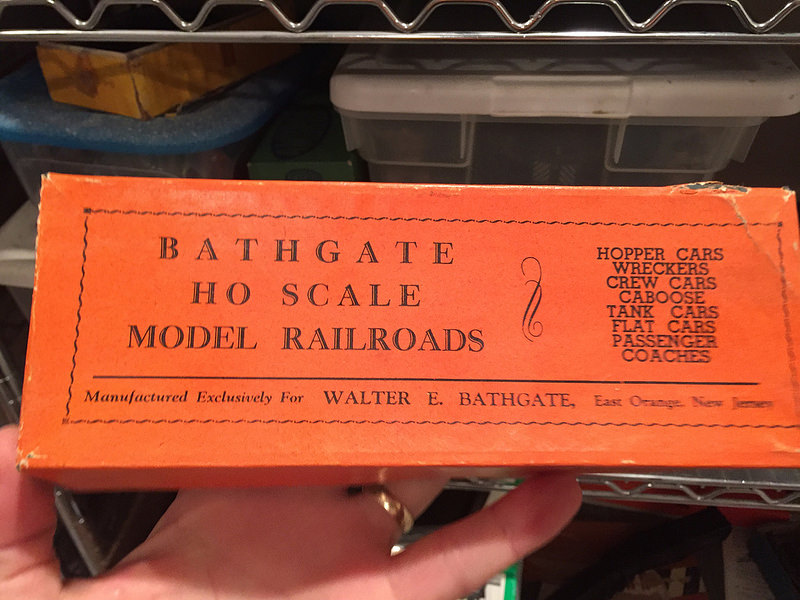 BATHGATE
HO SCALE
MODEL RAILROADS
HOPPER CARS
WRECKERS
CREW CARS
CABOOSE
TANK CARS
FLAT CARS
PASSENGER
COACHES
Manufactured Exclusively For WALTER E. BATHGATE, East Orange, New Jersey